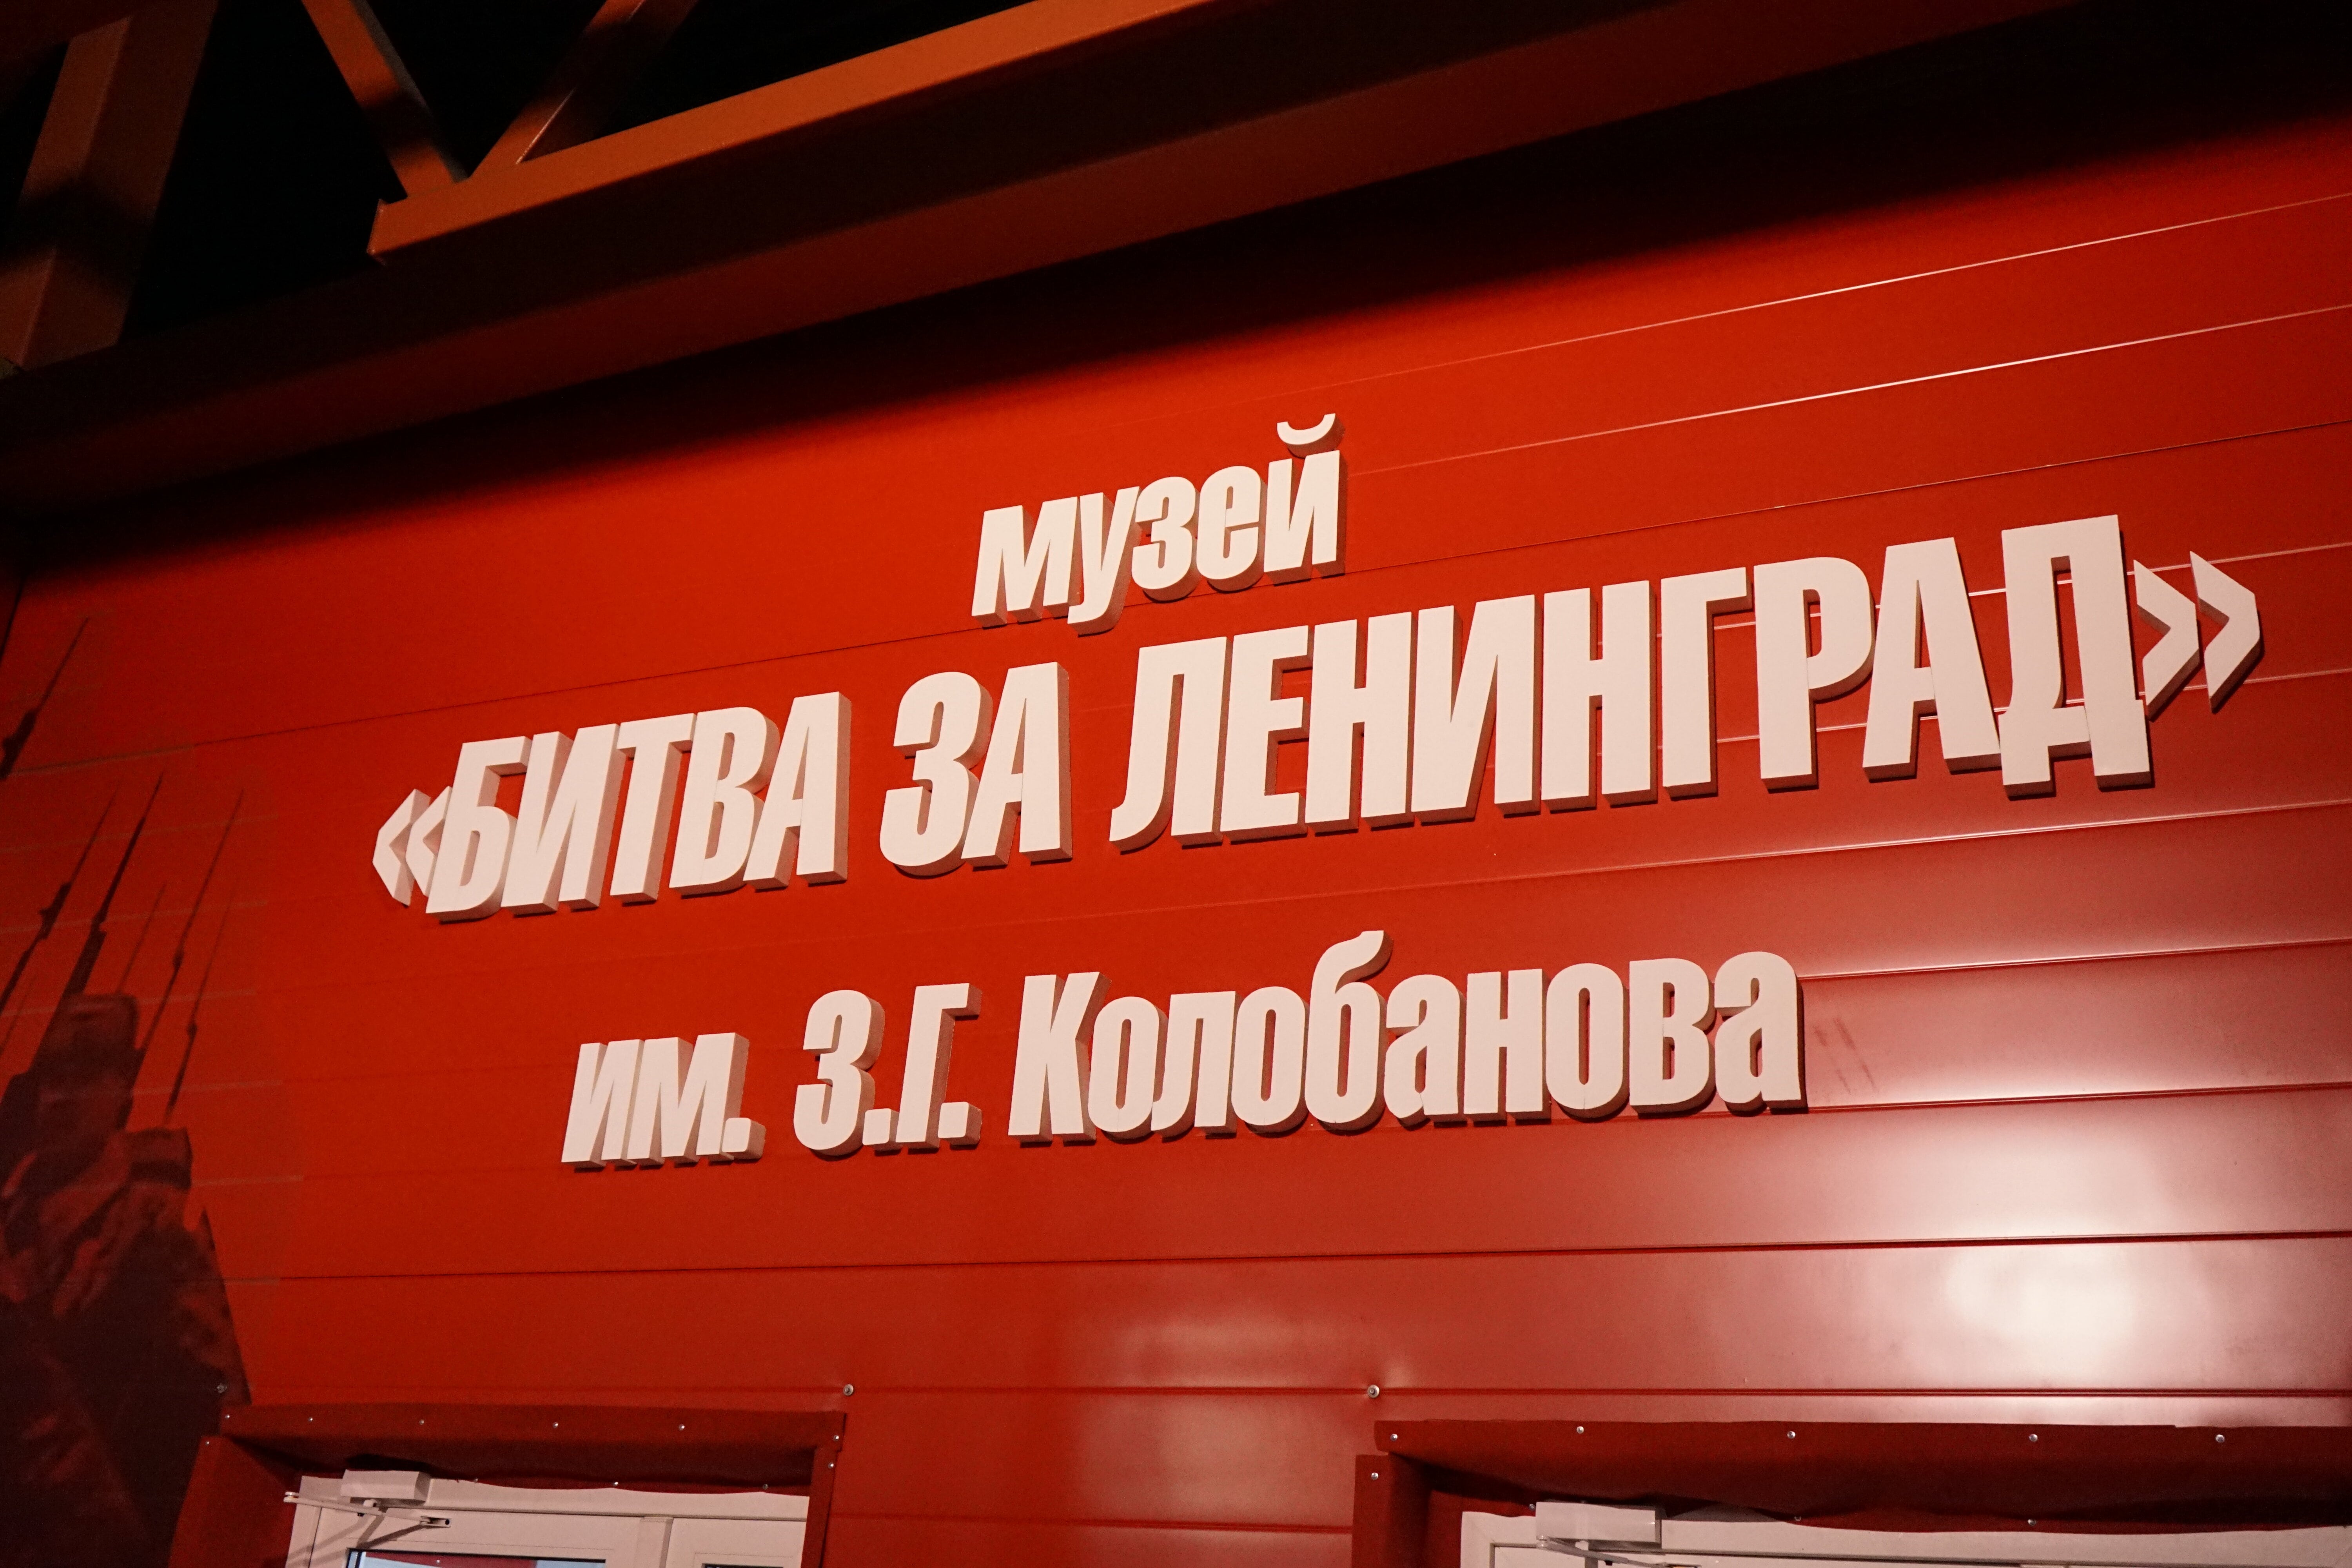 музей
«БИТВА ЗА ЛЕНИНГРАД»
им. З.Г. Колобанова